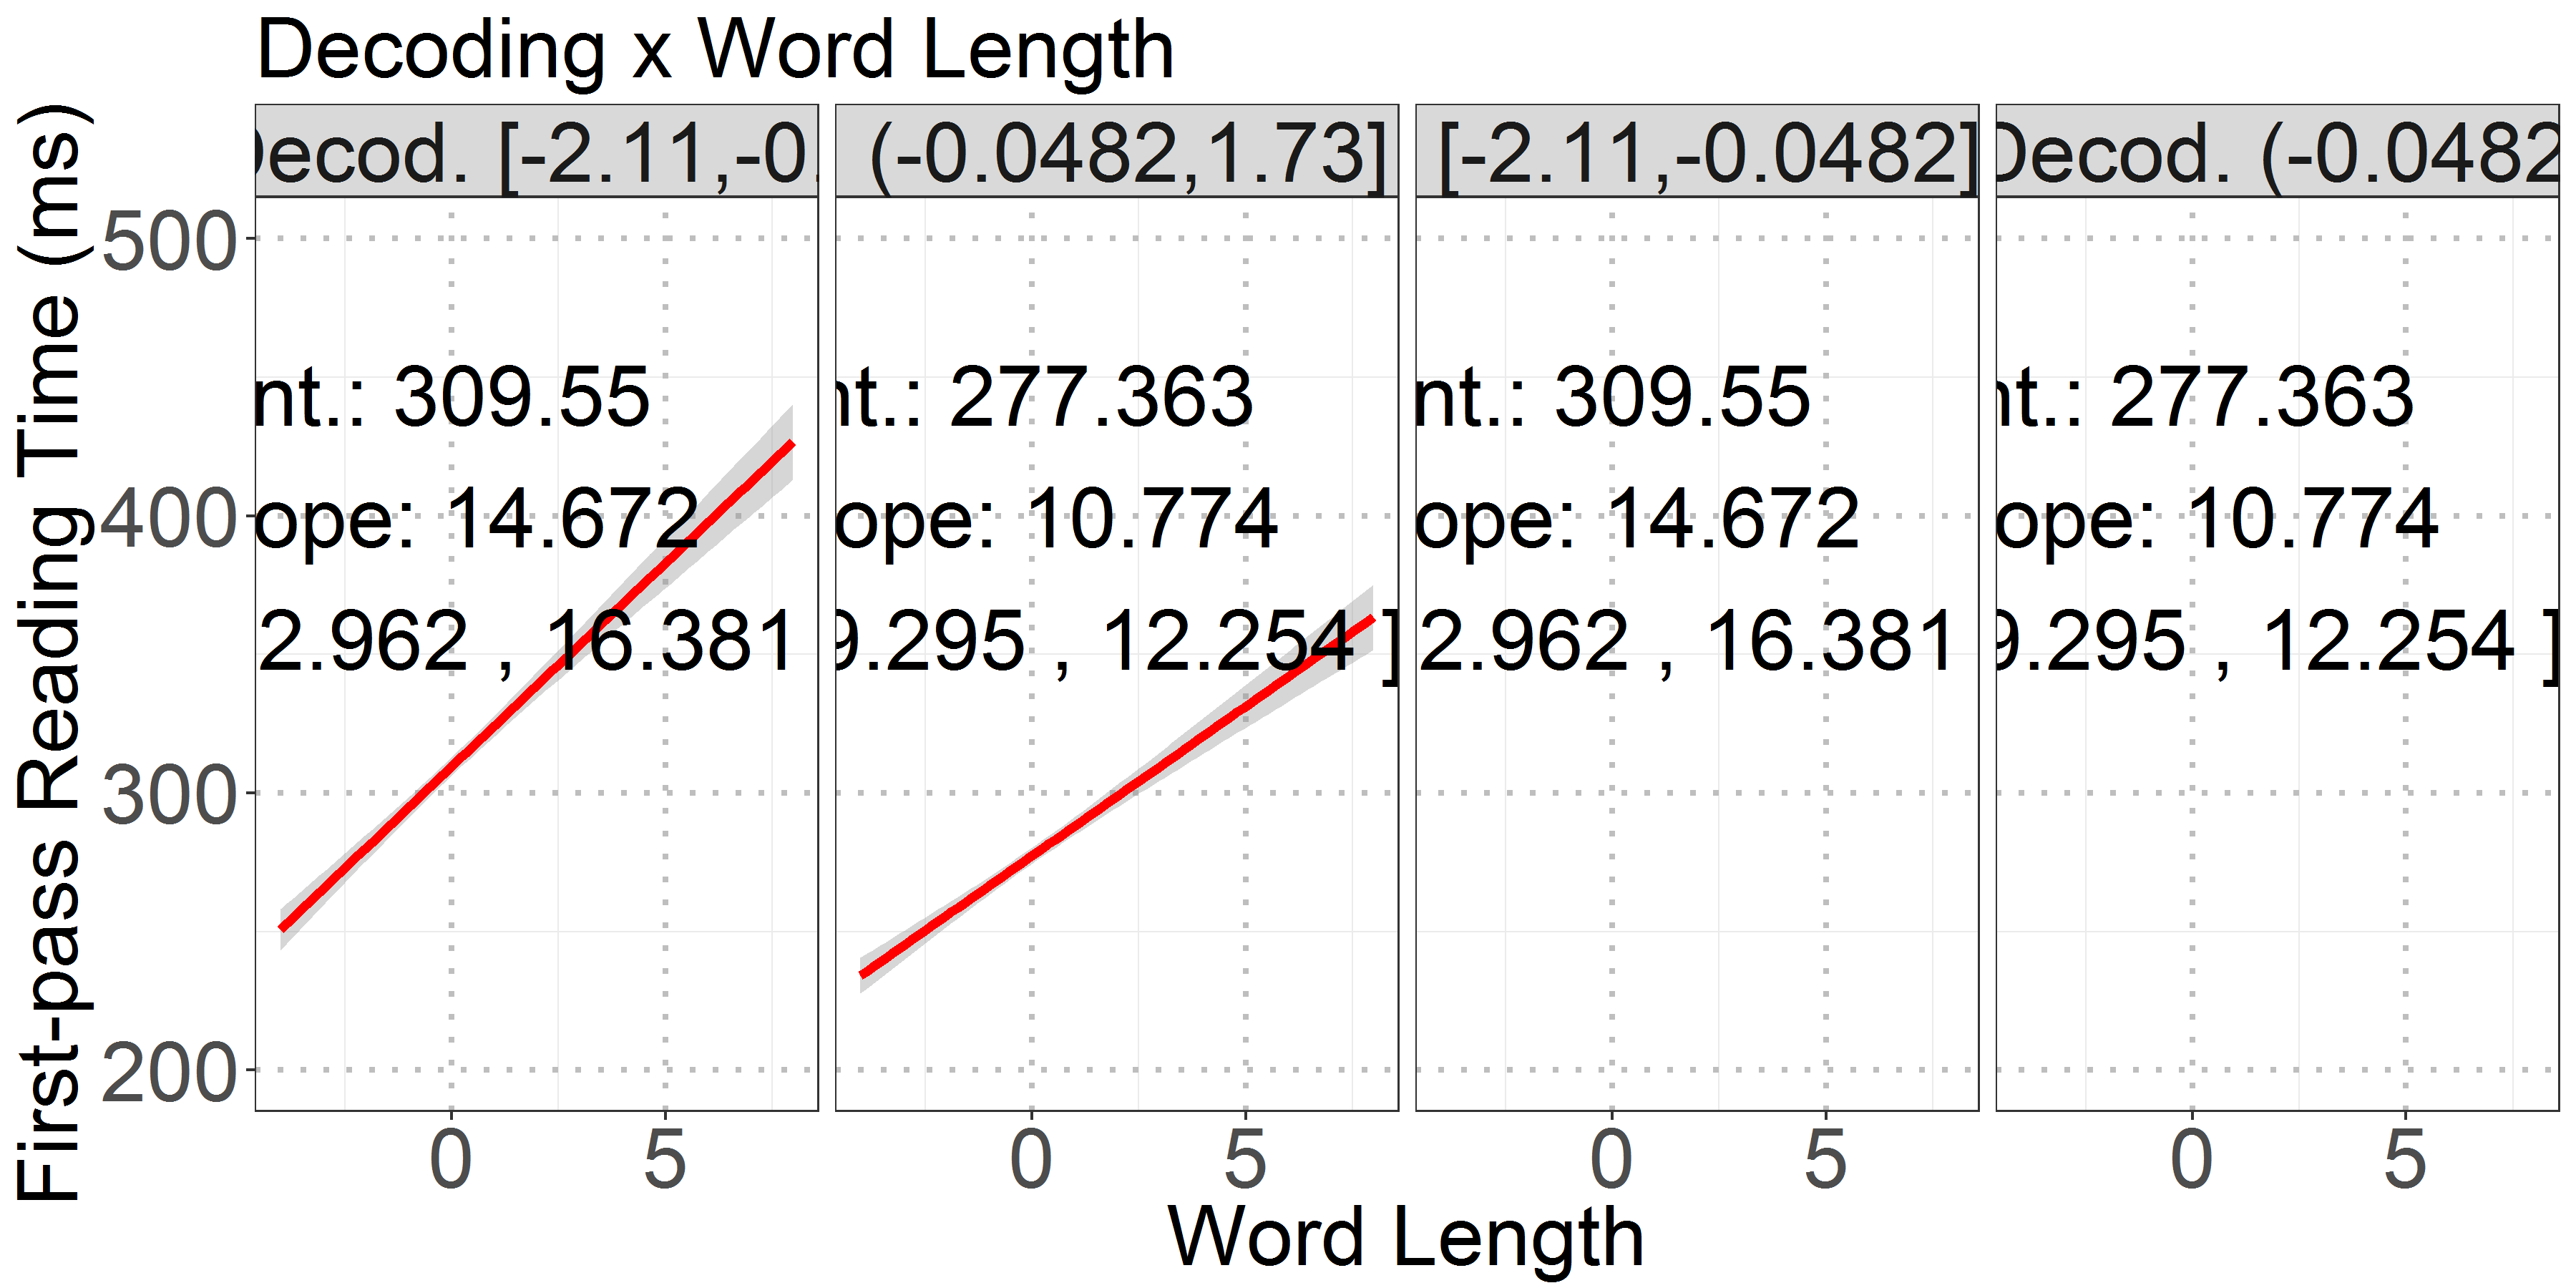 Decoding x Word Length
Decod. [-2.11,-0.
(-0.0482,1.73]
[-2.11,-0.0482]
Decod. (-0.0482
First-pass Reading Time (ms)
500
400
300
200
nt.: 309.55
ope: 14.672
2.962 , 16.381
nt.: 277.363
ope: 10.774
9.295 , 12.254 ]
nt.: 309.55
ope: 14.672
2.962 , 16.381
nt.: 277.363
ope: 10.774
9.295 , 12.254 ]
0 5
0 5
0 5
0 5
Word Length